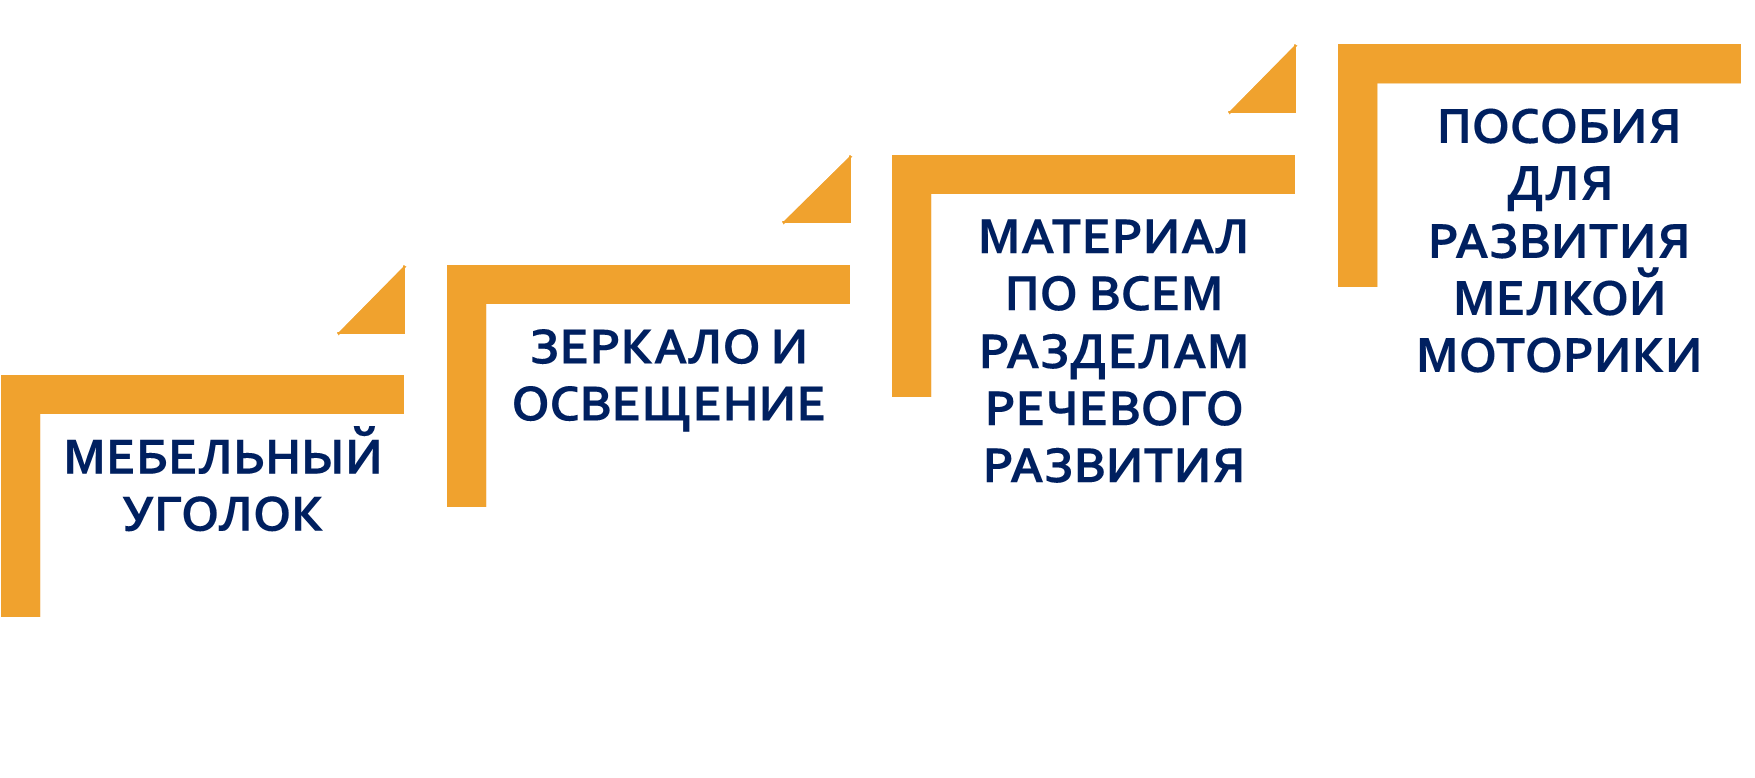 МЕБЕЛЬНЫЙ
УГОЛОК
ЗЕРКАЛО И
ОСВЕЩЕНИЕ
МАТЕРИАЛ
ПО ВСЕМ
РАЗДЕЛАМ
РЕЧЕВОГО
РАЗВИТИЯ
ПОСОБИЯ
ДЛЯ
РАЗВИТИЯ
МЕЛКОЙ
МОТОРИКИ